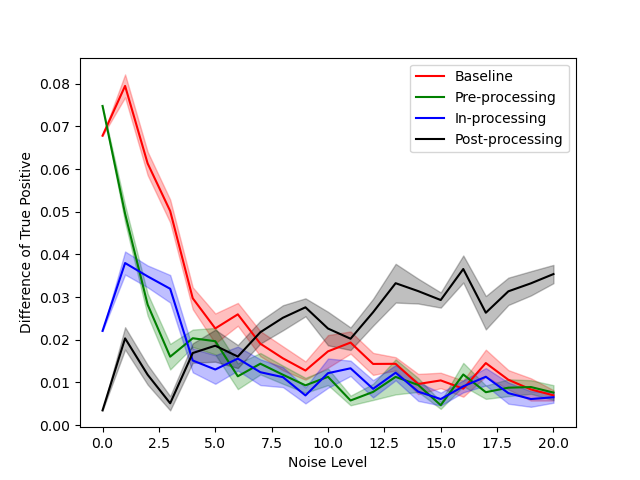 Baseline
Pre-processing
In-processing
Post-processing
0.08
0.07
0.06
0.05
0.04
0.03
0.02
0.01
0.00
Difference of True Positive
0.0 2.5 5.0 7.5 10.0 12.5 15.0 17.5 20.0
Noise Level